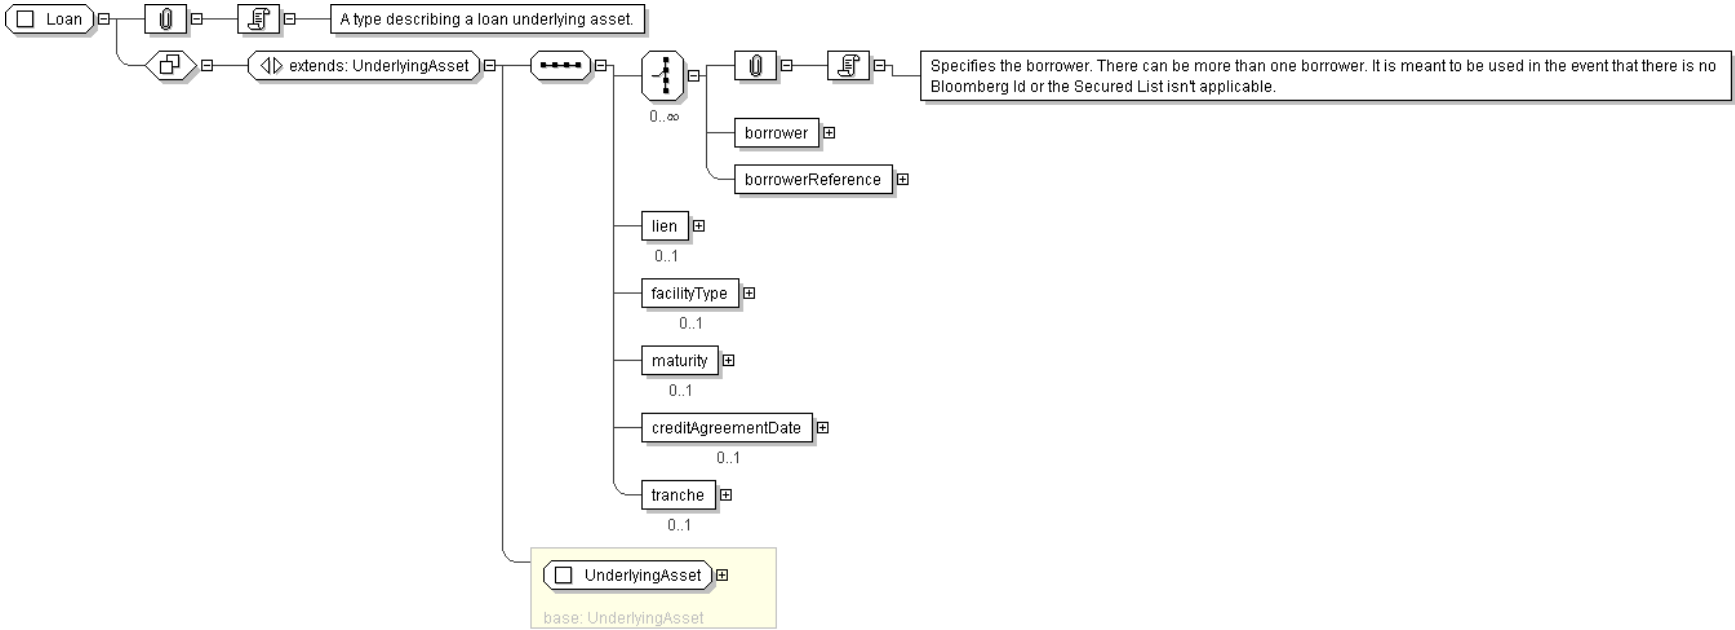 Loan
A type describing a loan underlying asset.
extends: UnderlyingAsset
Specifies the borrower. There can be more than one borrower. It is meant to be used in the event that there is no
Bloomberg Id or the Secured List isn't applicable.
0..∞
borrower
borrowerReference
lien
0..1
facilityType
0..1
maturity
0..1
creditAgreementDate
0..1
tranche
0..1
UnderlyingAsset
base: UnderlyingAsset